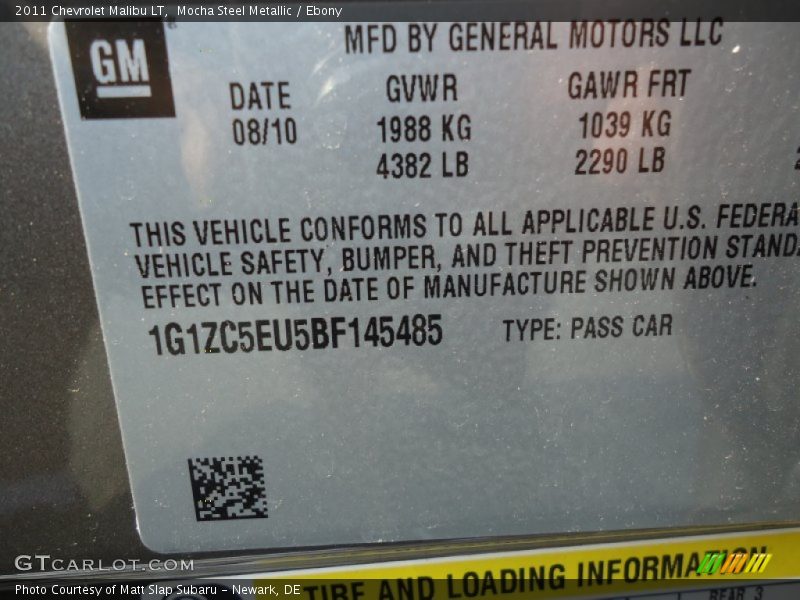 2011 Chevrolet Malibu LT, Mocha Steel Metallic / Ebony
GM
MFD BY GENERAL MOTORS LLC
DATE GVWR GAWR FRT
08/10 1988 KG 1039 KG
4382 LB 2290 LB
THIS VEHICLE CONFORMS TO ALL APPLICABLE U.S. FEDERA
VEHICLE SAFETY, BUMPER, AND THEFT PREVENTION STAND
EFFECT ON THE DATE OF MANUFACTURE SHOWN ABOVE.
1G1ZC5EU5BF145485 TYPE: PASS CAR
TIRE AND LOADING INFORMATION
REAR 3
GTCARLOT.COM
Photo Courtesy of Matt Slap Subaru – Newark, DE